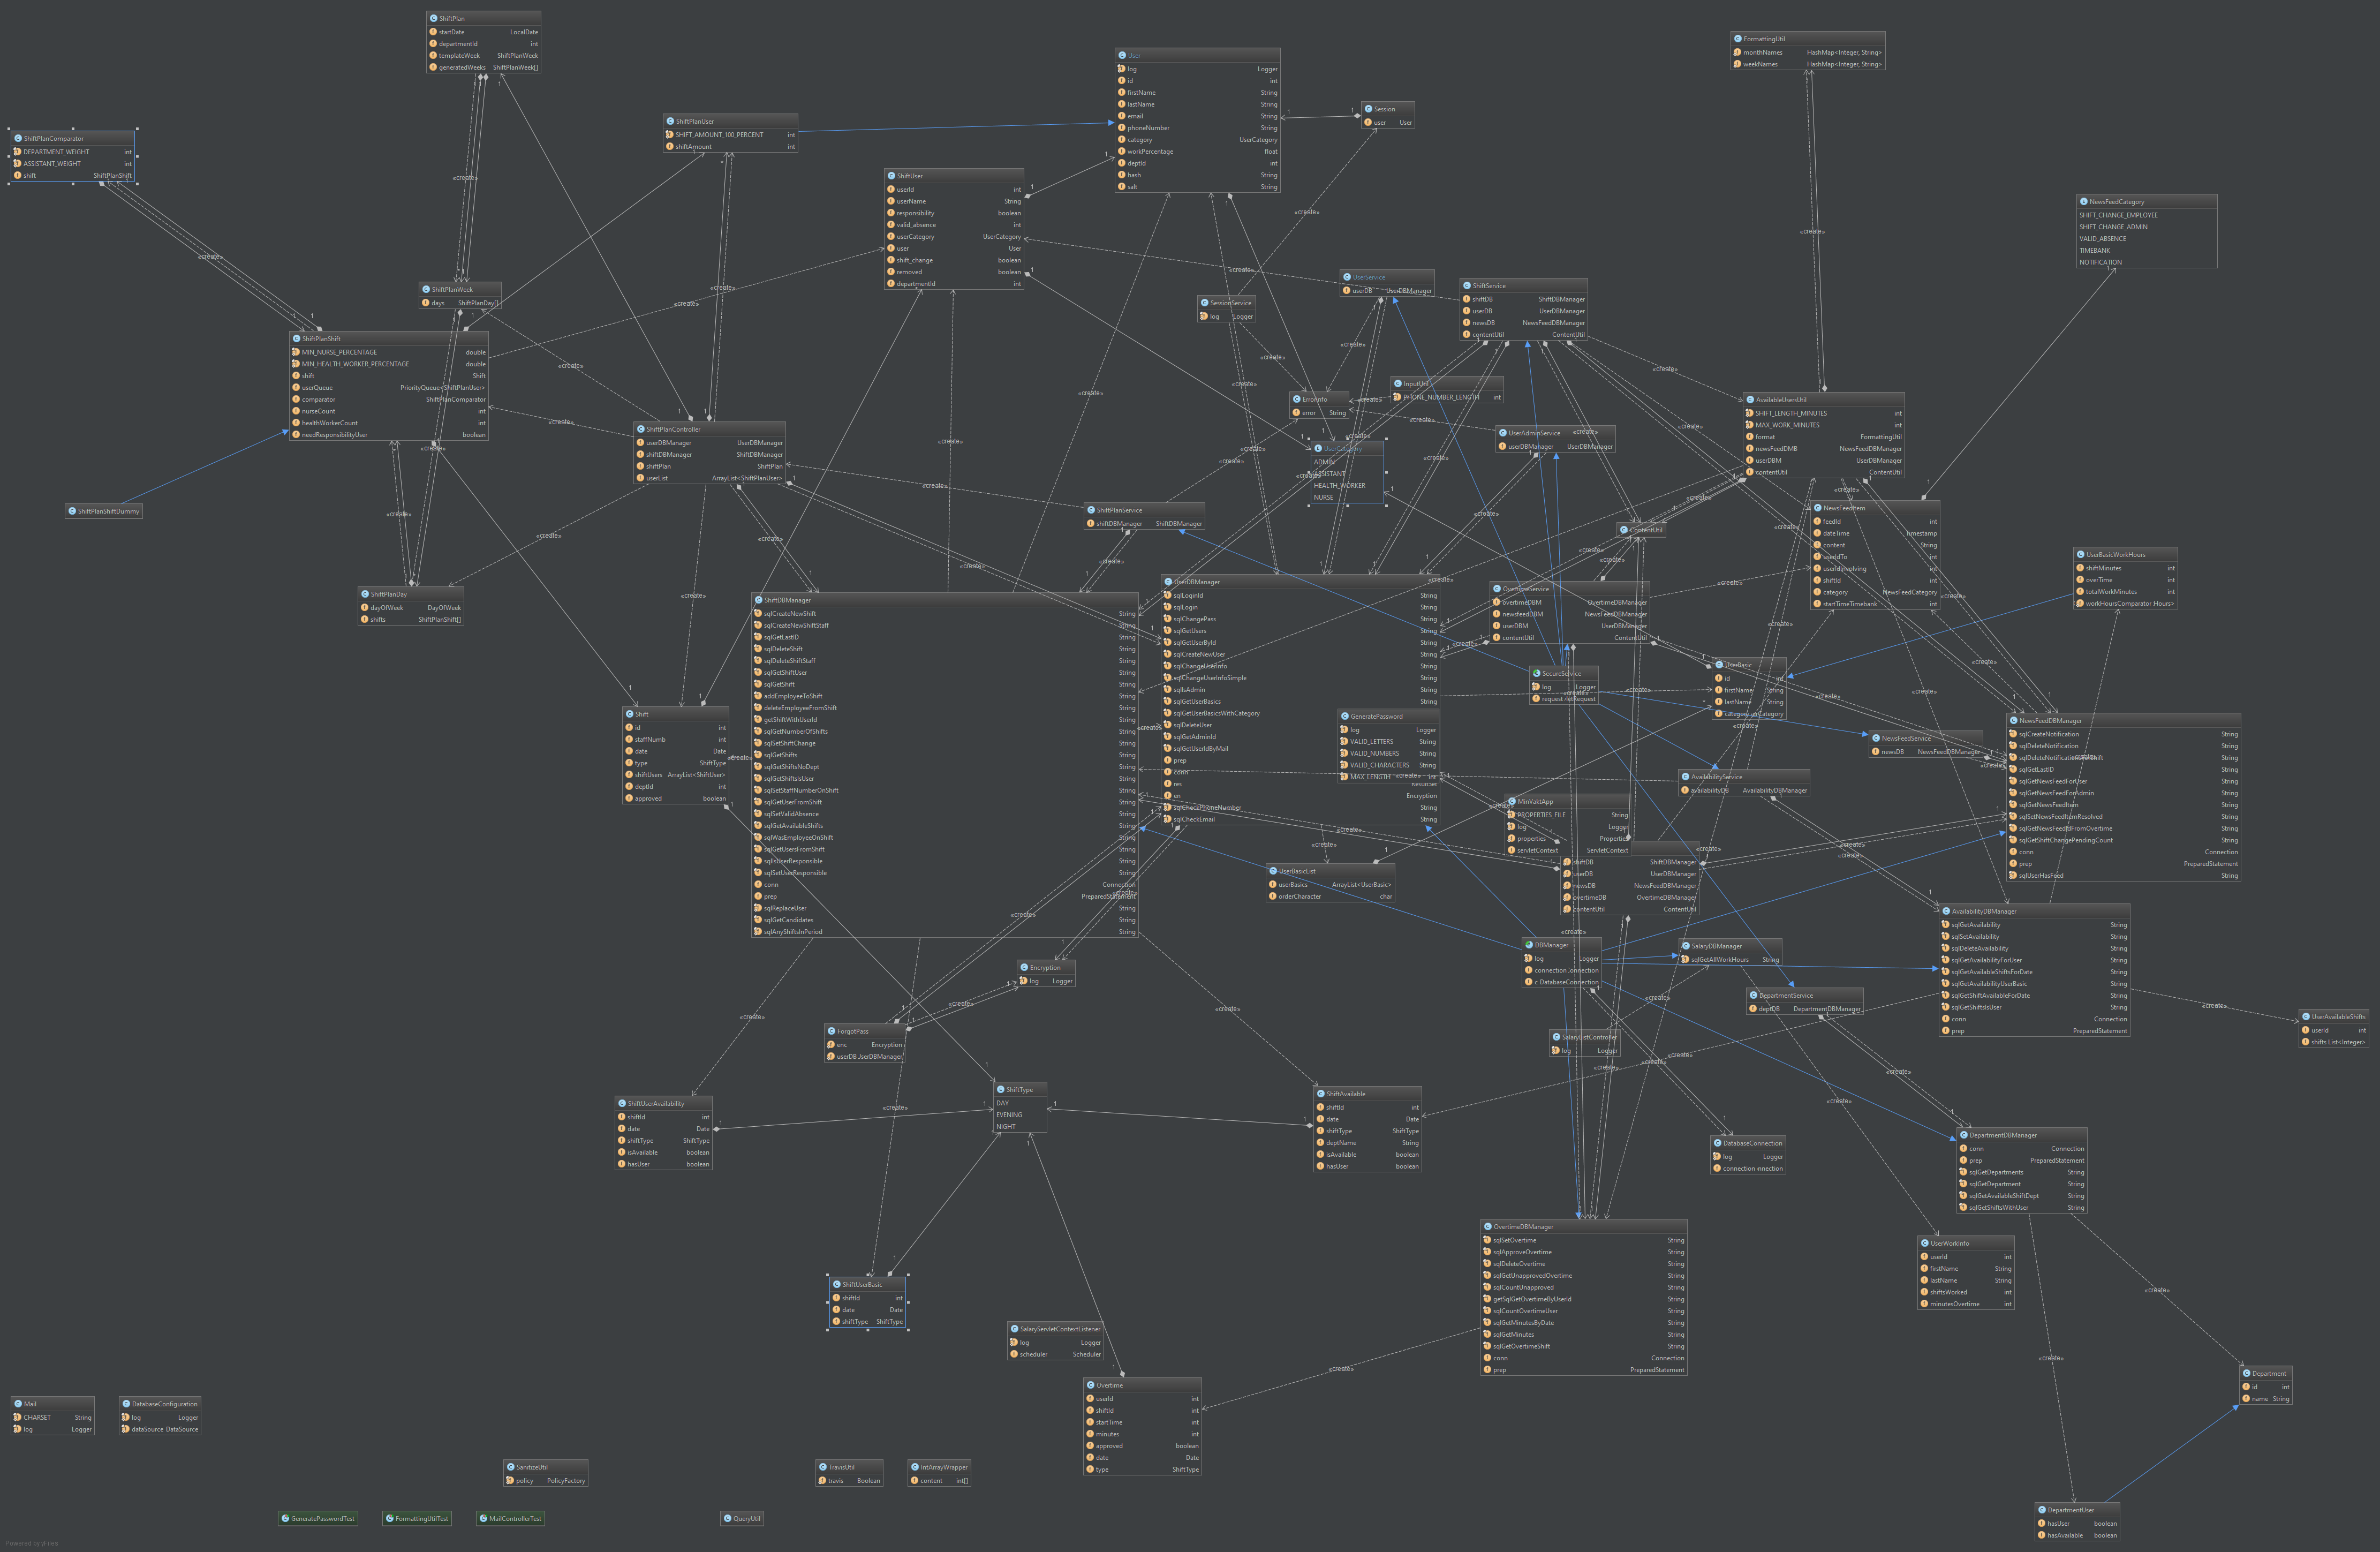 ShiftPlan
startDate LocalDate
departmentId int
templateWeek ShiftPlanWeek
generatedWeeks ShiftPlanWeek[]
FormattingUtil
monthNames HashMap<Integer, String>
weekNames HashMap<Integer, String>
User
log Logger
id int
firstName String
lastName String
email String
phoneNumber String
category UserCategory
workPercentage float
deptId int
hash String
salt String
Session
user User
ShiftPlanUser
SHIFT_AMOUNT_100_PERCENT int
shiftAmount int
ShiftPlanComparator
DEPARTMENT_WEIGHT int
ASSISTANT_WEIGHT int
shift ShiftPlanShift
ShiftUser
userId int
userName String
responsibility boolean
valid_absence int
userCategory UserCategory
user User
shift_change boolean
removed boolean
departmentId int
NewsFeedCategory
SHIFT_CHANGE_EMPLOYEE
SHIFT_CHANGE_ADMIN
VALID_ABSENCE
TIMEBANK
NOTIFICATION
ShiftPlanWeek
days ShiftPlanDay[]
UserService
userDB UserDBManager
SessionService
log Logger
ShiftService
shiftDB ShiftDBManager
userDB UserDBManager
newsDB NewsFeedDBManager
contentUtil ContentUtil
ShiftPlanShift
MIN_NURSE_PERCENTAGE double
MIN_HEALTH_WORKER_PERCENTAGE double
shift Shift
userQueue PriorityQueue<ShiftPlanUser>
comparator ShiftPlanComparator
nurseCount int
healthWorkerCount int
needResponsibilityUser boolean
InputUtil
PHONE_NUMBER_LENGTH int
ErrorInfo
error String
AvailableUsersUtil
SHIFT_LENGTH_MINUTES int
MAX_WORK_MINUTES int
format FormattingUtil
newsFeedDMB NewsFeedDBManager
userDBM UserDBManager
contentUtil ContentUtil
ShiftPlanController
userDBManager UserDBManager
shiftDBManager ShiftDBManager
shiftPlan ShiftPlan
userList ArrayList<ShiftPlanUser>
UserAdminService
userDBManager UserDBManager
UserCategory
ADMIN
ASSISTANT
HEALTH_WORKER
NURSE
ShiftPlanShiftDummy
ShiftPlanService
shiftDBManager ShiftDBManager
ContentUtil
NewsFeedItem
feedId int
dateTime Timestamp
content String
userIdTo int
userIdInvolving int
shiftId int
category NewsFeedCategory
startTimeTimebank int
UserBasicWorkHours
shiftMinutes int
overTime int
totalWorkMinutes int
workHoursComparator Hours>
ShiftPlanDay
dayOfWeek DayOfWeek
shifts ShiftPlanShift[]
ShiftDBManager
sqlCreateNewShift String
sqlCreateNewShiftStaff String
sqlGetLastID String
sqlDeleteShift String
sqlDeleteShiftStaff String
sqlGetShiftUser String
sqlGetShift String
addEmployeeToShift String
deleteEmployeeFromShift String
getShiftWithUserId String
sqlGetNumberOfShifts String
sqlSetShiftChange String
sqlGetShifts String
sqlGetShiftsNoDept String
sqlGetShiftsIsUser String
sqlSetStaffNumberOnShift String
sqlGetUserFromShift String
sqlSetValidAbsence String
sqlGetAvailableShifts String
sqlWasEmployeeOnShift String
sqlGetUsersFromShift String
sqlIsUserResponsible String
sqlSetUserResponsible String
conn Connection
prep PreparedStatement
sqlReplaceUser String
sqlGetCandidates String
sqlAnyShiftsInPeriod String
UserDBManager
sqlLoginId String
sqlLogin String
sqlChangePass String
sqlGetUsers String
sqlGetUserById String
sqlCreateNewUser String
sqlChangeUserInfo String
sqlChangeUserInfoSimple String
sqlIsAdmin String
sqlGetUserBasics String
sqlGetUserBasicsWithCategory
sqlDeleteUser
sqlGetAdminId
sqlGetUserIdByMail
prep
conn
res ResultSet
en Encryption
sqlCheckPhoneNumber String
sqlCheckEmail String
GeneratePassword
log Logger
VALID_LETTERS String
VALID_NUMBERS String
VALID_CHARACTERS String
MAX_LENGTH int
OvertimeService
overtimeDBM OvertimeDBManager
newsFeedDBM NewsFeedDBManager
userDBM UserDBManager
contentUtil ContentUtil
SecureService
log Logger
UserBasic
id int
firstName String
lastName String
Shift
id int
staffNumb int
date Date
type ShiftType
shiftUsers ArrayList<ShiftUser>
deptId int
approved boolean
NewsFeedService
newsDB NewsFeedDBManager
NewsFeedDBManager
sqlCreateNotification String
sqlDeleteNotification String
String
sqlGetLastID String
sqlGetNewsFeedForUser String
sqlGetNewsFeedForAdmin String
sqlGetNewsFeedItem String
sqlSetNewsFeedItemResolved String
sqlGetNewsFeedIdFromOvertime String
sqlGetShiftChangePendingCount String
conn Connection
prep PreparedStatement
sqlUserHasFeed String
AvailabilityService
availabilityDB AvailabilityDBManager
MinVaktApp
PROPERTIES_FILE String
log Logger
properties Properties
servletContext ServletContext
shiftDB ShiftDBManager
userDB UserDBManager
newsDB NewsFeedDBManager
overtimeDB OvertimeDBManager
contentUtil ContentUtil
UserBasicList
userBasics ArrayList<UserBasic>
orderCharacter char
AvailabilityDBManager
sqlGetAvailability String
sqlSetAvailability String
sqlDeleteAvailability String
sqlGetAvailabilityForUser String
sqlGetAvailableShiftsForDate String
sqlGetAvailabilityUserBasic String
sqlGetShiftAvailableForDate String
sqlGetShiftsIsUser String
conn Connection
prep PreparedStatement
DBManager
log Logger
connection Connection
c DatabaseConnection
SalaryDBManager
sqlGetAllWorkHours String
Encryption
log Logger
DepartmentService
deptDB DepartmentDBManager
UserAvailableShifts
userId int
shifts List<Integer>
ForgotPass
enc Encryption
userDB JserDBManager
SalaryListController
log Logger
ShiftType
DAY
EVENING
NIGHT
ShiftUserAvailability
shiftId int
date Date
shiftType ShiftType
isAvailable boolean
hasUser boolean
ShiftAvailable
shiftId int
date Date
shiftType ShiftType
deptName String
isAvailable boolean
hasUser boolean
DatabaseConnection
log Logger
connection onnection
DepartmentDBManager
conn Connection
prep PreparedStatement
sqlGetDepartments String
sqlGetDepartment String
sqlGetAvailableShiftDept String
sqlGetShiftsWithUser String
OvertimeDBManager
sqlSetOvertime String
sqlApproveOvertime String
sqlDeleteOvertime String
sqlGetUnapprovedOvertime String
sqlCountUnapproved String
getSqlGetOvertimeByUserId String
sqlCountOvertimeUser String
sqlGetMinutesByDate String
sqlGetMinutes String
sqlGetOvertimeShift String
conn Connection
prep PreparedStatement
UserWorkInfo
userId int
firstName String
lastName String
shiftsWorked int
minutesOvertime int
ShiftUserBasic
shiftId int
date Date
shiftType ShiftType
SalaryServletContextListener
log Logger
scheduler Scheduler
Overtime
userId int
shiftId int
startTime int
minutes int
approved boolean
date Date
type ShiftType
Department
id int
name String
Mail
CHARSET String
log Logger
DatabaseConfiguration
log Logger
dataSource DataSource
SanitizeUtil
policy PolicyFactory
TravisUtil
travis Boolean
IntArrayWrapper
content int[]
DepartmentUser
hasUser boolean
hasAvailable boolean
GeneratePasswordTest
FormattingUtilTest
MailControllerTest
QueryUtil
Powered by yFiles